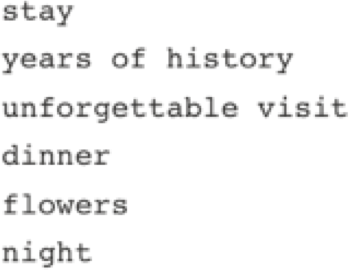 stay
years of history
unforgettable visit
dinner
flowers
night